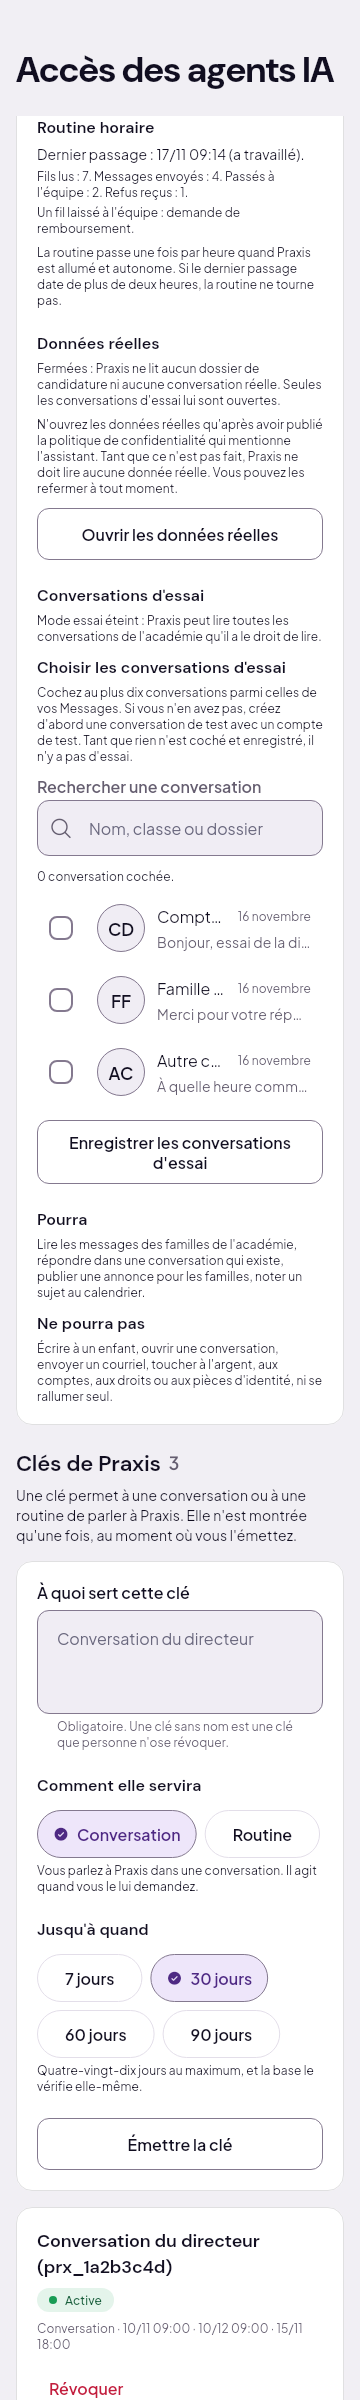 Accès des agents IA
Routine horaire
Dernier passage : 17/11 09:14 (a travaillé).
Fils lus : 7. Messages envoyés : 4. Passés à
l'équipe : 2. Refus reçus : 1.
Un fil laissé à l'équipe : demande de
remboursement.
La routine passe une fois par heure quand Praxis
est allumé et autonome. Si le dernier passage
date de plus de deux heures, la routine ne tourne
pas.
Données réelles
Fermées : Praxis ne lit aucun dossier de
candidature ni aucune conversation réelle. Seules
les conversations d'essai lui sont ouvertes.
N'ouvrez les données réelles qu'après avoir publié
la politique de confidentialité qui mentionne
l'assistant. Tant que ce n'est pas fait, Praxis ne
doit lire aucune donnée réelle. Vous pouvez les
refermer à tout moment.
Ouvrir les données réelles
Conversations d'essai
Mode essai éteint : Praxis peut lire toutes les
conversations de l'académie qu'il a le droit de lire.
Choisir les conversations d'essai
Cochez au plus dix conversations parmi celles de
vos Messages. Si vous n'en avez pas, créez
d'abord une conversation de test avec un compte
de test. Tant que rien n'est coché et enregistré, il
n'y a pas d'essai.
Rechercher une conversation
Nom, classe ou dossier
0 conversation cochée.
CD
Compt... 16 novembre
Bonjour, essai de la di...
FF
Famille ... 16 novembre
Merci pour votre rép...
AC
Autre c... 16 novembre
À quelle heure comm...
Enregistrer les conversations
d'essai
Pourra
Lire les messages des familles de l'académie,
répondre dans une conversation qui existe,
publier une annonce pour les familles, noter un
sujet au calendrier.
Ne pourra pas
Écrire à un enfant, ouvrir une conversation,
envoyer un courriel, toucher à l'argent, aux
comptes, aux droits ou aux pièces d'identité, ni se
rallumer seul.
Clés de Praxis 3
Une clé permet à une conversation ou à une
routine de parler à Praxis. Elle n'est montrée
qu'une fois, au moment où vous l'émettez.
À quoi sert cette clé
Conversation du directeur
Obligatoire. Une clé sans nom est une clé
que personne n'ose révoquer.
Comment elle servira
Conversation Routine
Vous parlez à Praxis dans une conversation. Il agit
quand vous le lui demandez.
Jusqu'à quand
7 jours 30 jours
60 jours 90 jours
Quatre-vingt-dix jours au maximum, et la base le
vérifie elle-même.
Émettre la clé
Conversation du directeur
(prx_1a2b3c4d)
Active
Conversation · 10/11 09:00 · 10/12 09:00 · 15/11
18:00
Révoquer